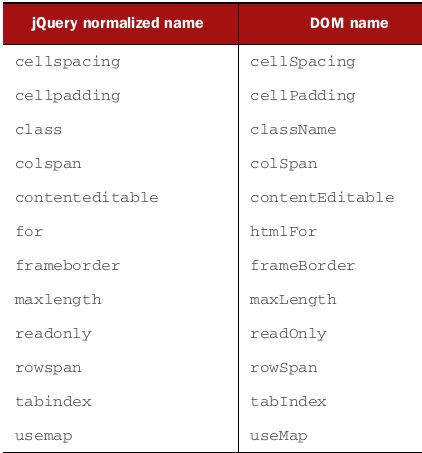 jQuery normalized name DOM name
cellspacing cellSpacing
cellpadding cellPadding
class className
colspan colSpan
contenteditable contentEditable
for htmlFor
frameborder frameBorder
maxlength maxLength
readonly readOnly
rowspan rowSpan
tabindex tabIndex
usemap useMap